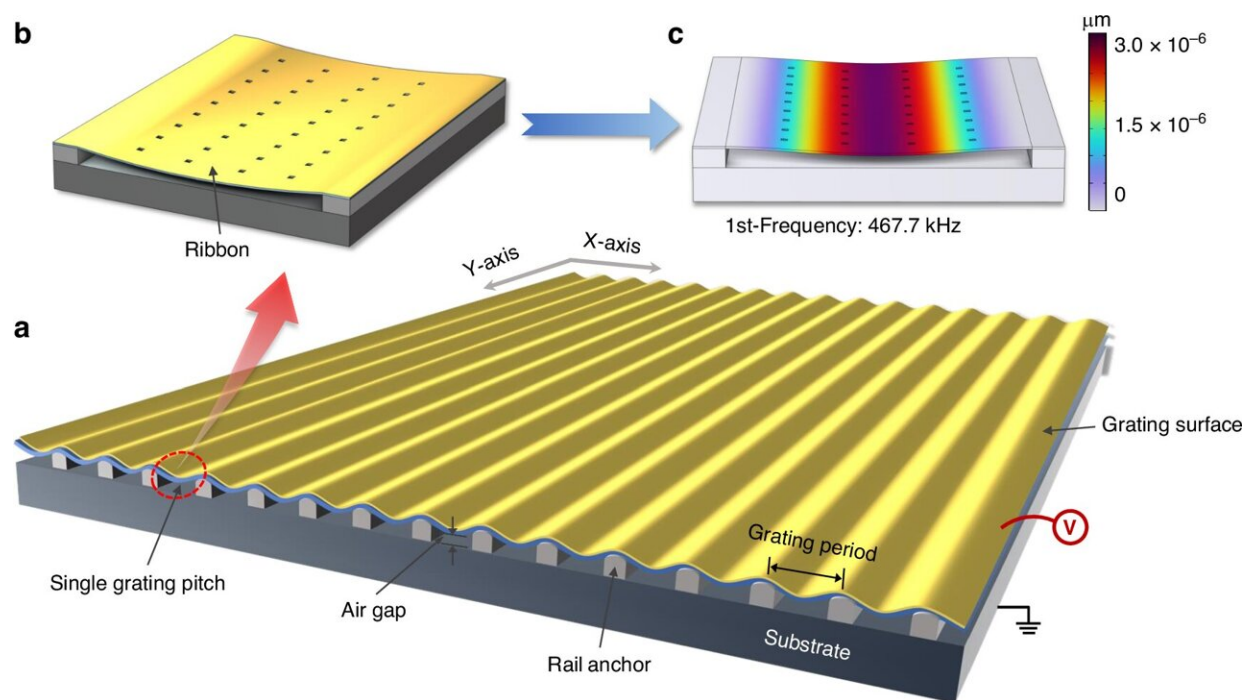 b
Ribbon
c
μm
3.0 × 10⁻⁶
1.5 × 10⁻⁶
0
1st-Frequency: 467.7 kHz
X-axis
Y-axis
a
Grating surface
V
Grating period
Single grating pitch
Air gap
Rail anchor
Substrate